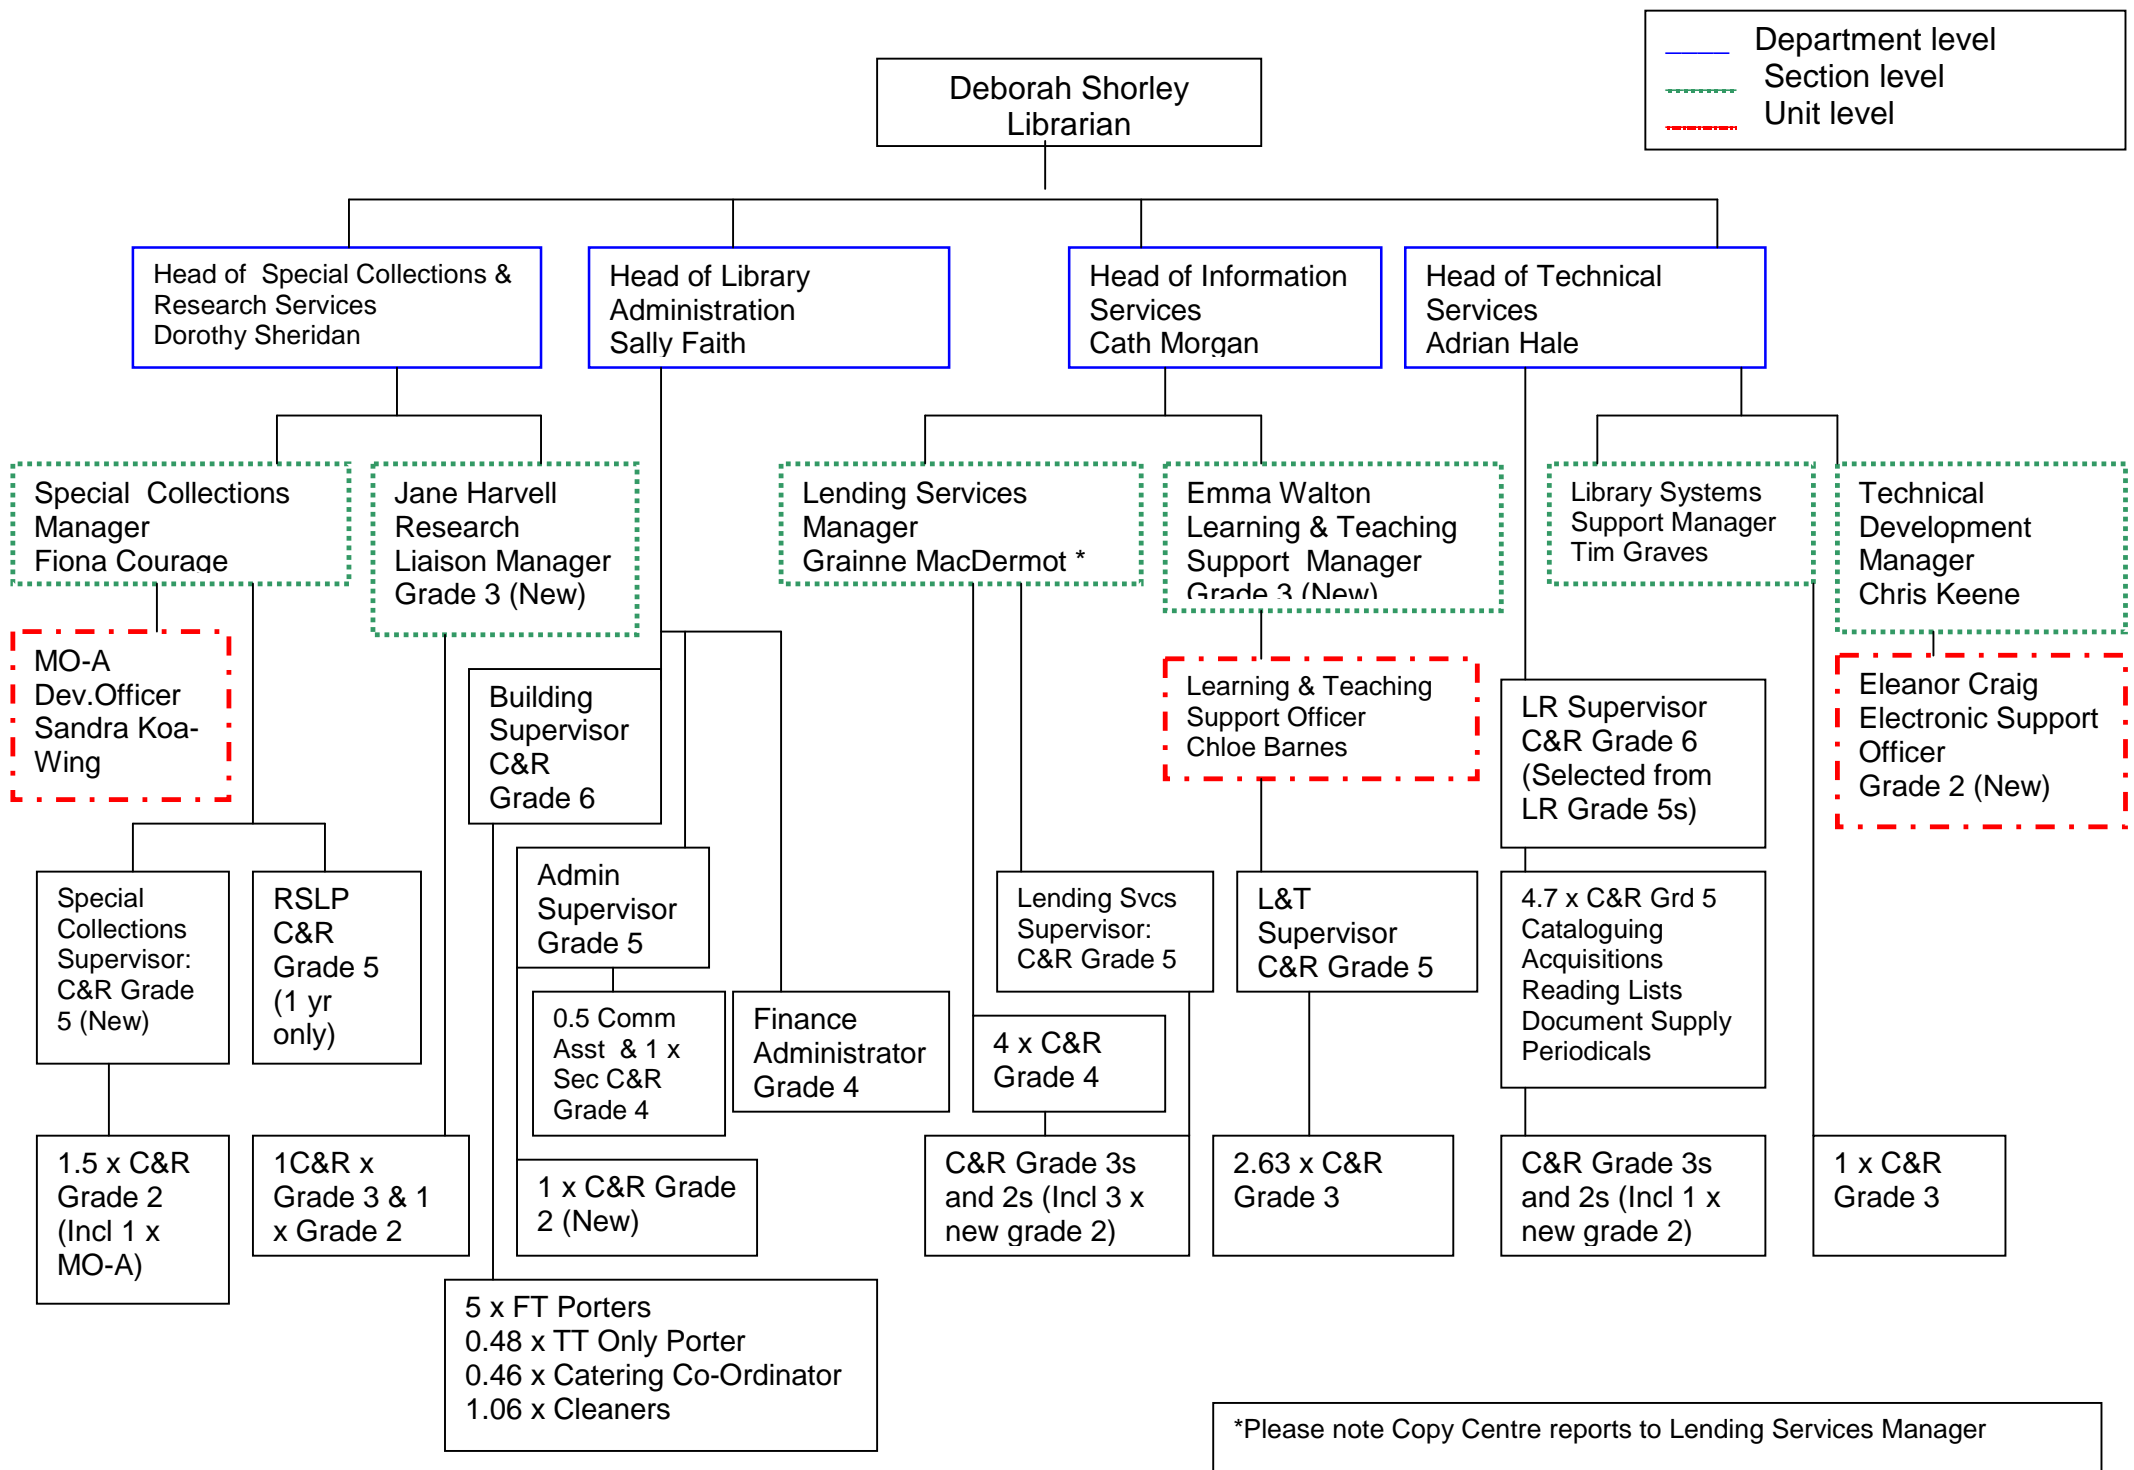 Department level
Section level
Unit level
Deborah Shorley
Librarian
Head of Special Collections &
Research Services
Dorothy Sheridan
Head of Library
Administration
Sally Faith
Head of Information
Services
Cath Morgan
Head of Technical
Services
Adrian Hale
Special Collections
Manager
Fiona Courage
Jane Harvell
Research
Liaison Manager
Grade 3 (New)
Lending Services
Manager
Grainne MacDermot *
Emma Walton
Learning & Teaching
Support Manager
Grade 3 (New)
Library Systems
Support Manager
Tim Graves
Technical
Development
Manager
Chris Keene
MO-A
Dev.Officer
Sandra Koa-
Wing
Building
Supervisor
C&R
Grade 6
Learning & Teaching
Support Officer
Chloe Barnes
LR Supervisor
C&R Grade 6
(Selected from
LR Grade 5s)
Eleanor Craig
Electronic Support
Officer
Grade 2 (New)
Special
Collections
Supervisor:
C&R Grade
5 (New)
RSLP
C&R
Grade 5
(1 yr
only)
Admin
Supervisor
Grade 5
Lending Svcs
Supervisor:
C&R Grade 5
L&T
Supervisor
C&R Grade 5
4.7 x C&R Grd 5
Cataloguing
Acquisitions
Reading Lists
Document Supply
Periodicals
0.5 Comm
Asst & 1 x
Sec C&R
Grade 4
Finance
Administrator
Grade 4
4 x C&R
Grade 4
1.5 x C&R
Grade 2
(Incl 1 x
MO-A)
1C&R x
Grade 3 & 1
x Grade 2
1 x C&R Grade
2 (New)
C&R Grade 3s
and 2s (Incl 3 x
new grade 2)
2.63 x C&R
Grade 3
C&R Grade 3s
and 2s (Incl 1 x
new grade 2)
1 x C&R
Grade 3
5 x FT Porters
0.48 x TT Only Porter
0.46 x Catering Co-Ordinator
1.06 x Cleaners
*Please note Copy Centre reports to Lending Services Manager